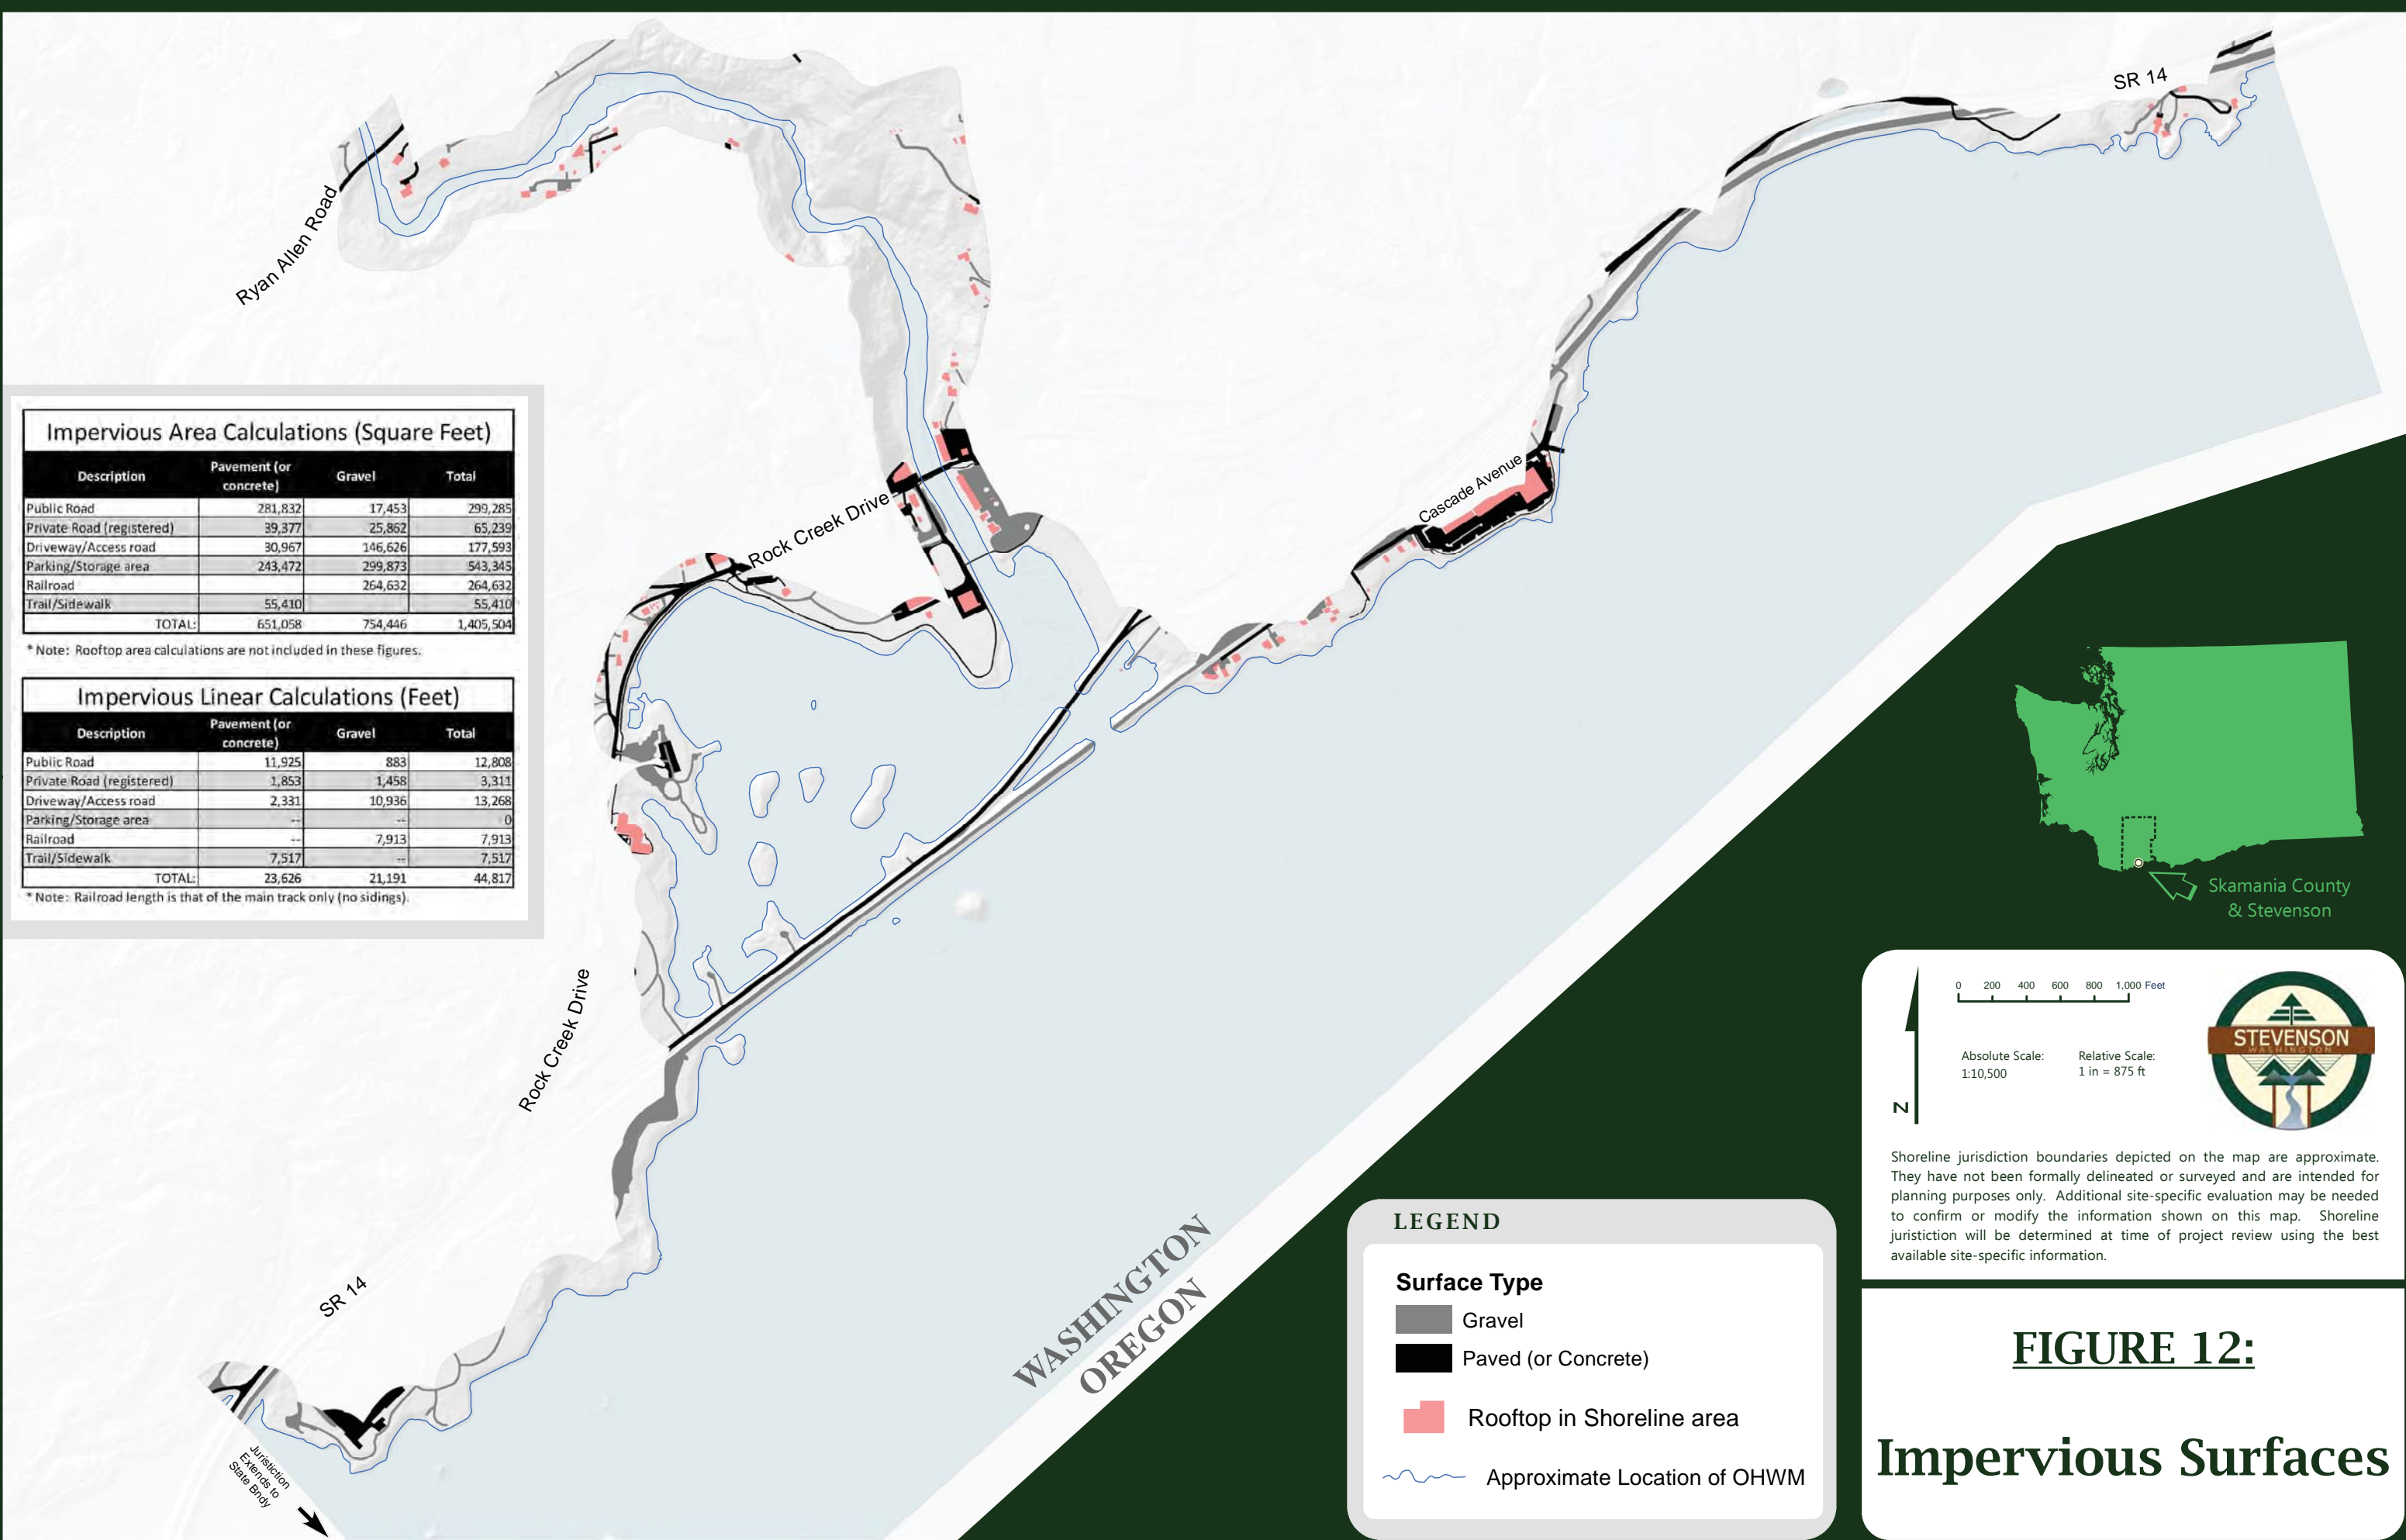 SR 14
Ryan Allen Road
Impervious Area Calculations (Square Feet)
Description Pavement (or concrete) Gravel Total
Public Road 281,832 17,453 299,285
Private Road (registered) 39,377 25,862 65,239
Driveway/Access road 30,967 146,626 177,593
Parking/Storage area 243,472 299,873 543,345
Railroad 264,632 264,632
Trail/Sidewalk 55,410 55,410
TOTAL: 651,058 754,446 1,405,504
* Note: Rooftop area calculations are not included in these figures.
Impervious Linear Calculations (Feet)
Description Pavement (or concrete) Gravel Total
Public Road 11,925 883 12,808
Private Road (registered) 1,853 1,458 3,311
Driveway/Access road 2,331 10,936 13,268
Parking/Storage area -- -- 0
Railroad -- 7,913 7,913
Trail/Sidewalk 7,517 -- 7,517
TOTAL: 23,626 21,191 44,817
* Note: Railroad length is that of the main track only (no sidings).
Rock Creek Drive
Cascade Avenue
Rock Creek Drive
SR 14
Juristiction
Extends to
State Bndy
WASHINGTON
OREGON
Skamania County
& Stevenson
0 200 400 600 800 1,000 Feet
Absolute Scale:
1:10,500
Relative Scale:
1 in = 875 ft
N
STEVENSON
WASHINGTON
Shoreline jurisdiction boundaries depicted on the map are approximate.
They have not been formally delineated or surveyed and are intended for
planning purposes only. Additional site-specific evaluation may be needed
to confirm or modify the information shown on this map. Shoreline
juristiction will be determined at time of project review using the best
available site-specific information.
LEGEND
Surface Type
Gravel
Paved (or Concrete)
Rooftop in Shoreline area
Approximate Location of OHWM
FIGURE 12:
Impervious Surfaces